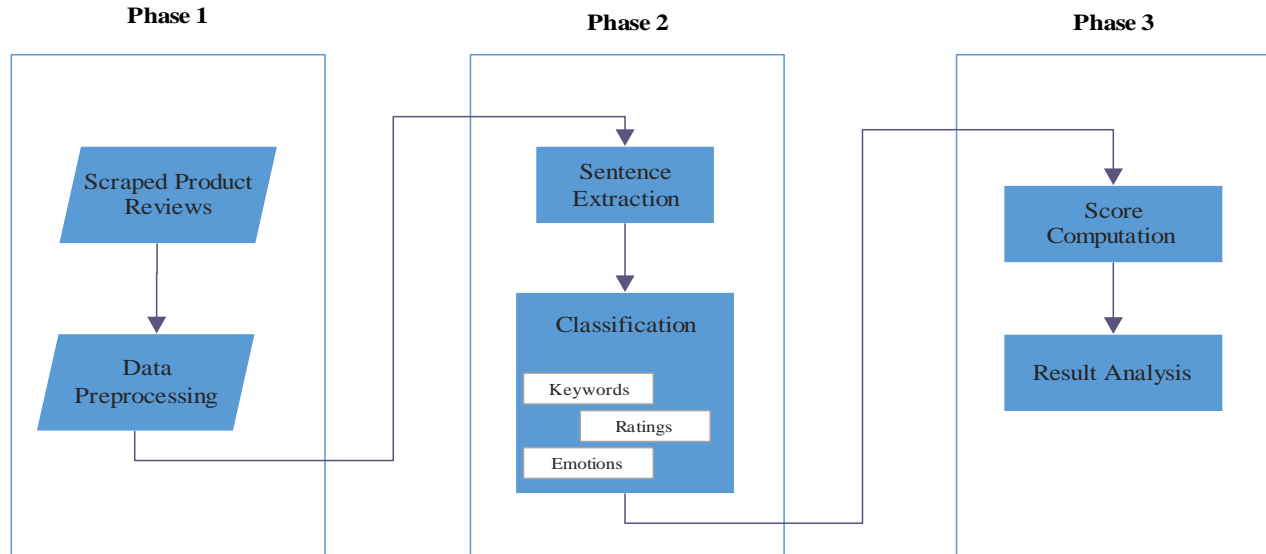 Phase 1
Scraped Product
Reviews
Data
Preprocessing
Phase 2
Sentence
Extraction
Classification
Keywords
Ratings
Emotions
Phase 3
Score
Computation
Result Analysis